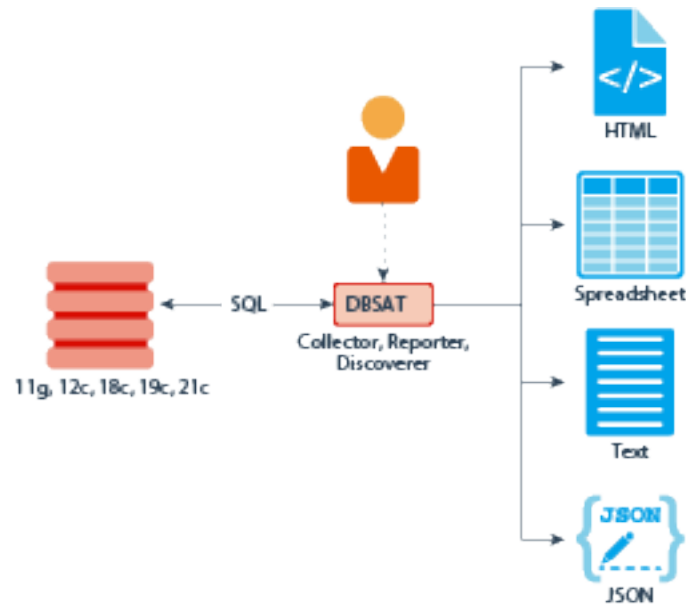 </>
HTML
Spreadsheet
SQL
DBSAT
Collector, Reporter,
Discoverer
11g, 12c, 18c, 19c, 21c
Text
{JSON}
JSON